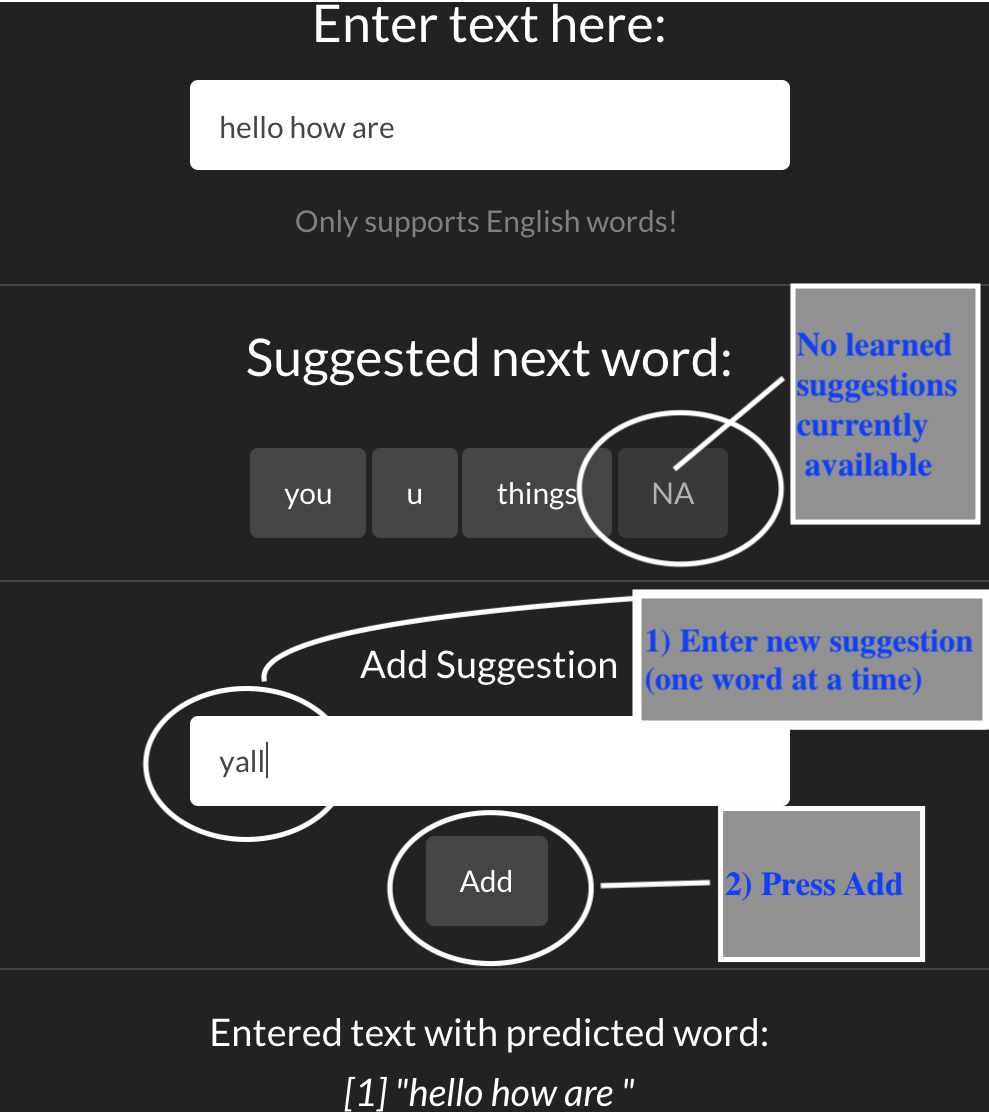 Enter text here:
hello how are
Only supports English words!
Suggested next word:
No learned
suggestions
currently
available
you u things NA
1) Enter new suggestion
(one word at a time)
Add Suggestion
yall
Add
2) Press Add
Entered text with predicted word:
[1] "hello how are "